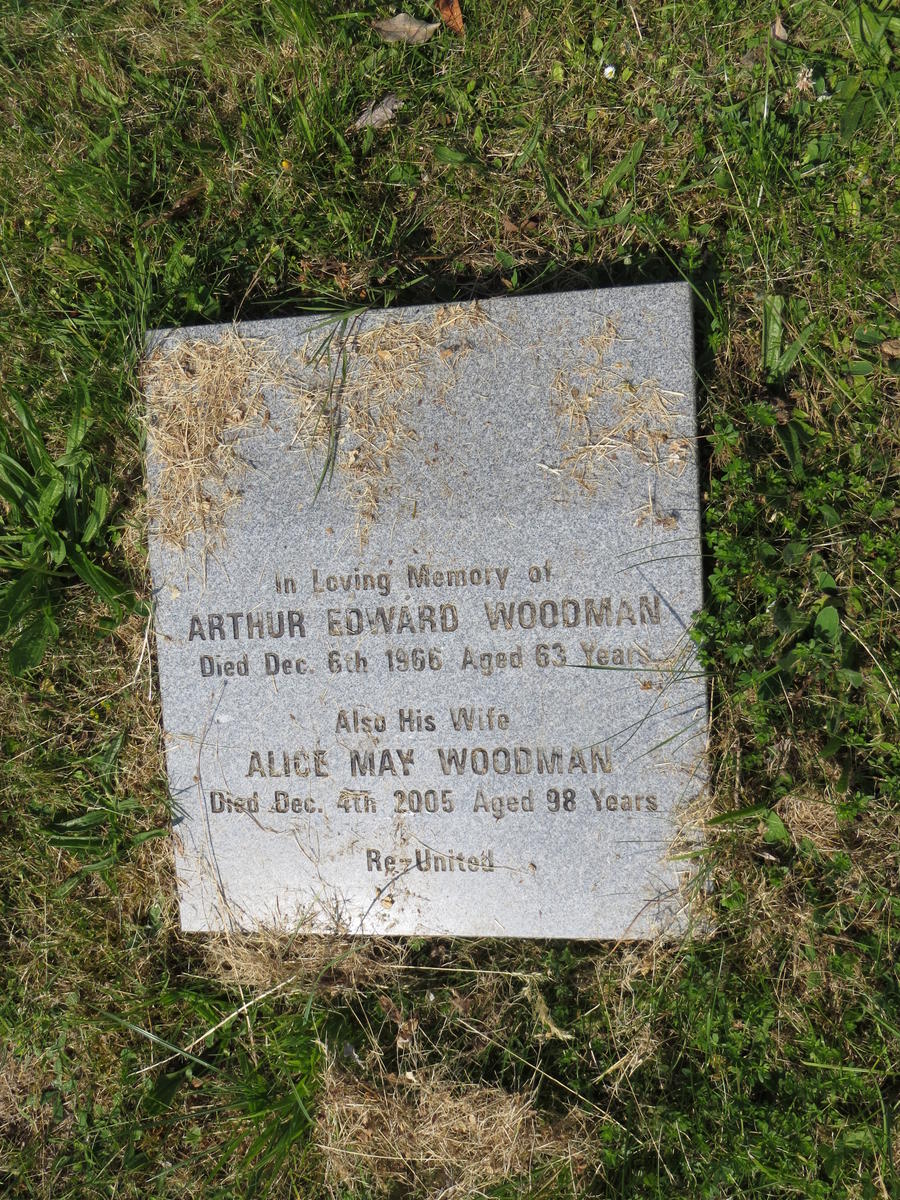 In Loving Memory of
ARTHUR EDWARD WOODMAN
Died Dec. 6th 1966 Aged 63 Years
Also His Wife
ALICE MAY WOODMAN
Died Dec. 4th 2005 Aged 98 Years
Re-United